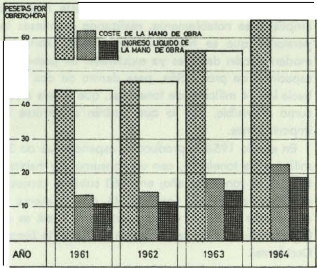 PESETAS POR
OBRERO-HORA
COSTE DE LA MANO DE OBRA
INGRESO LIQUIDO DE
LA MANO DE OBRA
60
40
20
10
AÑO 1961 1962 1963 1964